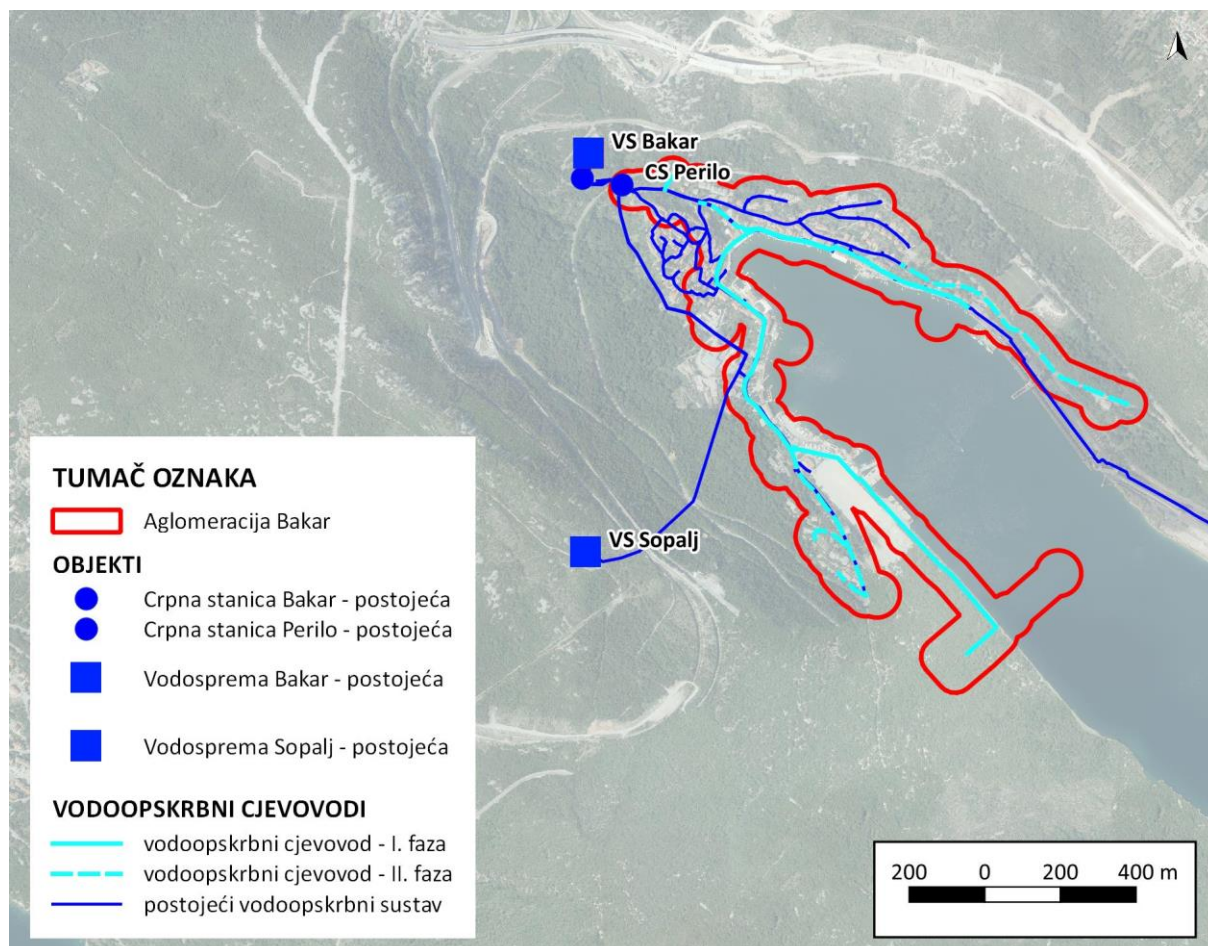 VS Bakar
CS Perilo
VS Sopalj
TUMAČ OZNAKA
Aglomeracija Bakar
OBJEKTI
Crpna stanica Bakar - postojeća
Crpna stanica Perilo - postojeća
Vodosprema Bakar - postojeća
Vodosprema Sopalj - postojeća
VODOOPSKRBNI CJEVOVODI
vodoopskrbni cjevovod - I. faza
vodoopskrbni cjevovod - II. faza
postojeći vodoopskrbni sustav
200 0 200 400 m